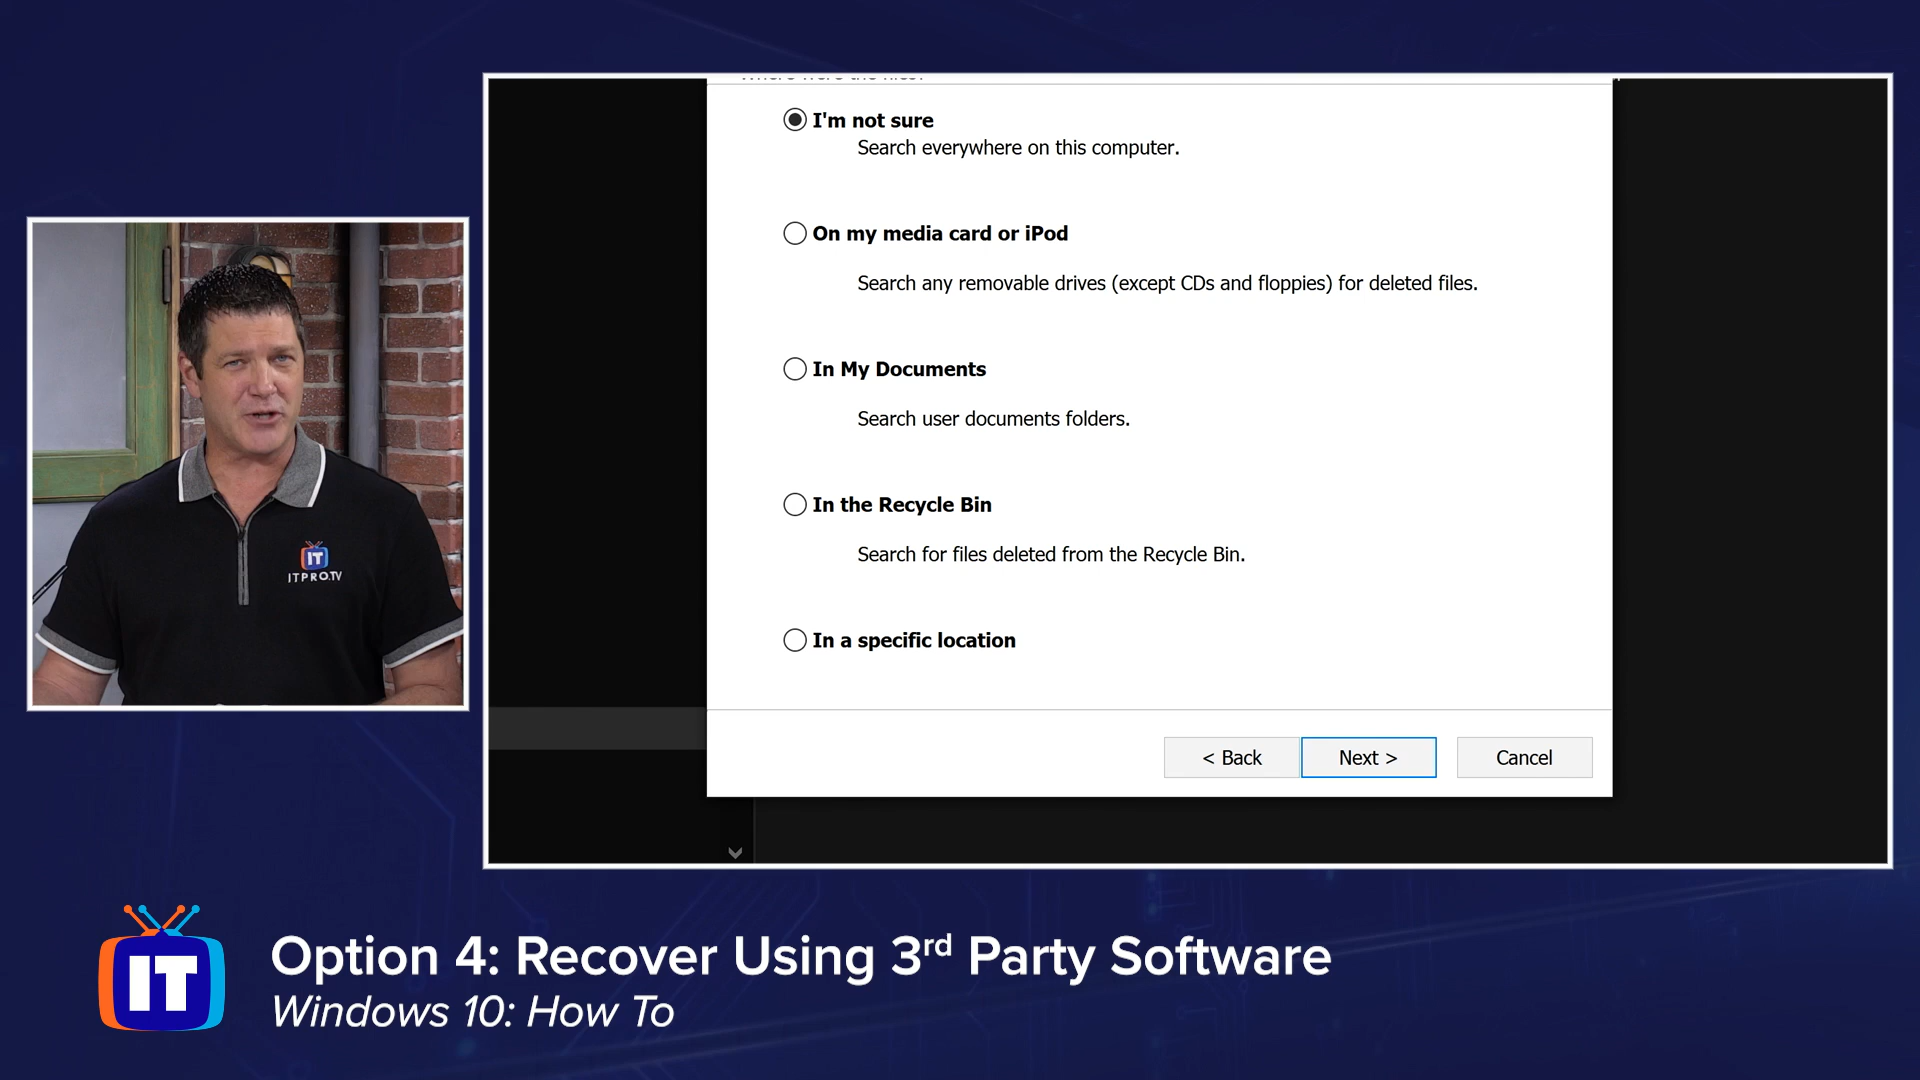 I'm not sure
Search everywhere on this computer.
On my media card or iPod
Search any removable drives (except CDs and floppies) for deleted files.
In My Documents
Search user documents folders.
In the Recycle Bin
Search for files deleted from the Recycle Bin.
In a specific location
< Back
Next >
Cancel
IT
ITPRO.TV
IT
Option 4: Recover Using 3rd Party Software
Windows 10: How To